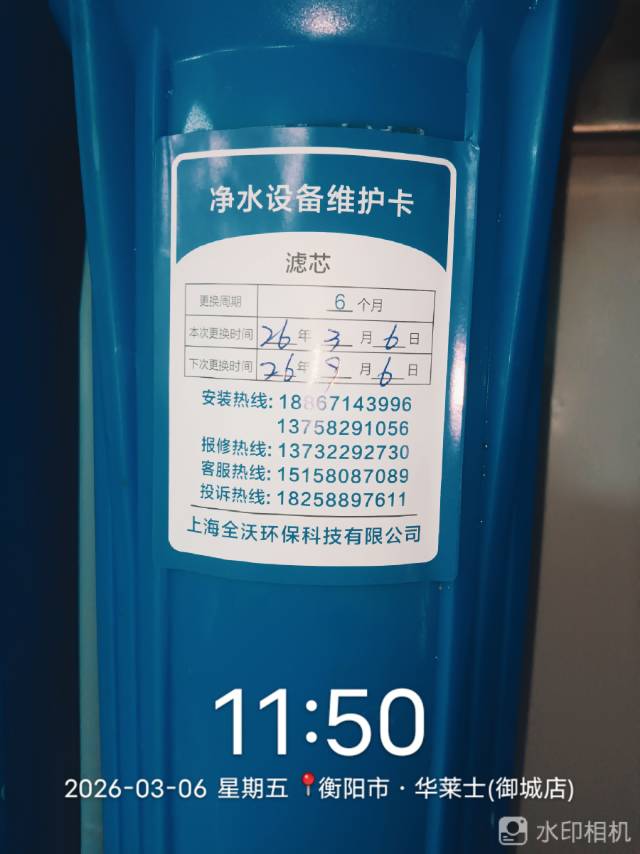 净水设备维护卡
滤芯
更换周期 6 个月
本次更换时间 26 年 3 月 6 日
下次更换时间 26 年 9 月 6 日
安装热线: 18867143996
13758291056
报修热线: 13732292730
客服热线: 15158087089
投诉热线: 18258897611
上海全沃环保科技有限公司
11:50
2026-03-06 星期五 📍衡阳市·华莱士(御城店)
水印相机